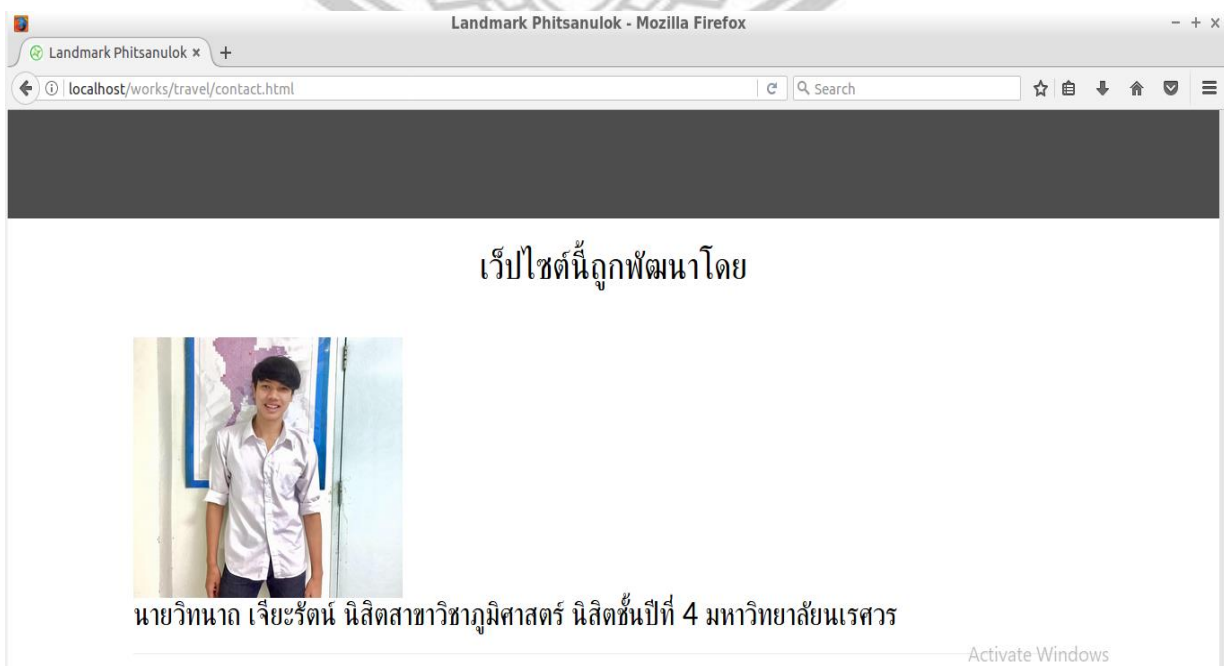 Landmark Phitsanulok - Mozilla Firefox
Landmark Phitsanulok
localhost/works/travel/contact.html
Search
เว็ปไซต์นี้ถูกพัฒนาโดย
นายวิทนาถ เจียะรัตน์ นิสิตสาขาวิชาภูมิศาสตร์ นิสิตชั้นปีที่ 4 มหาวิทยาลัยนเรศวร
Activate Windows